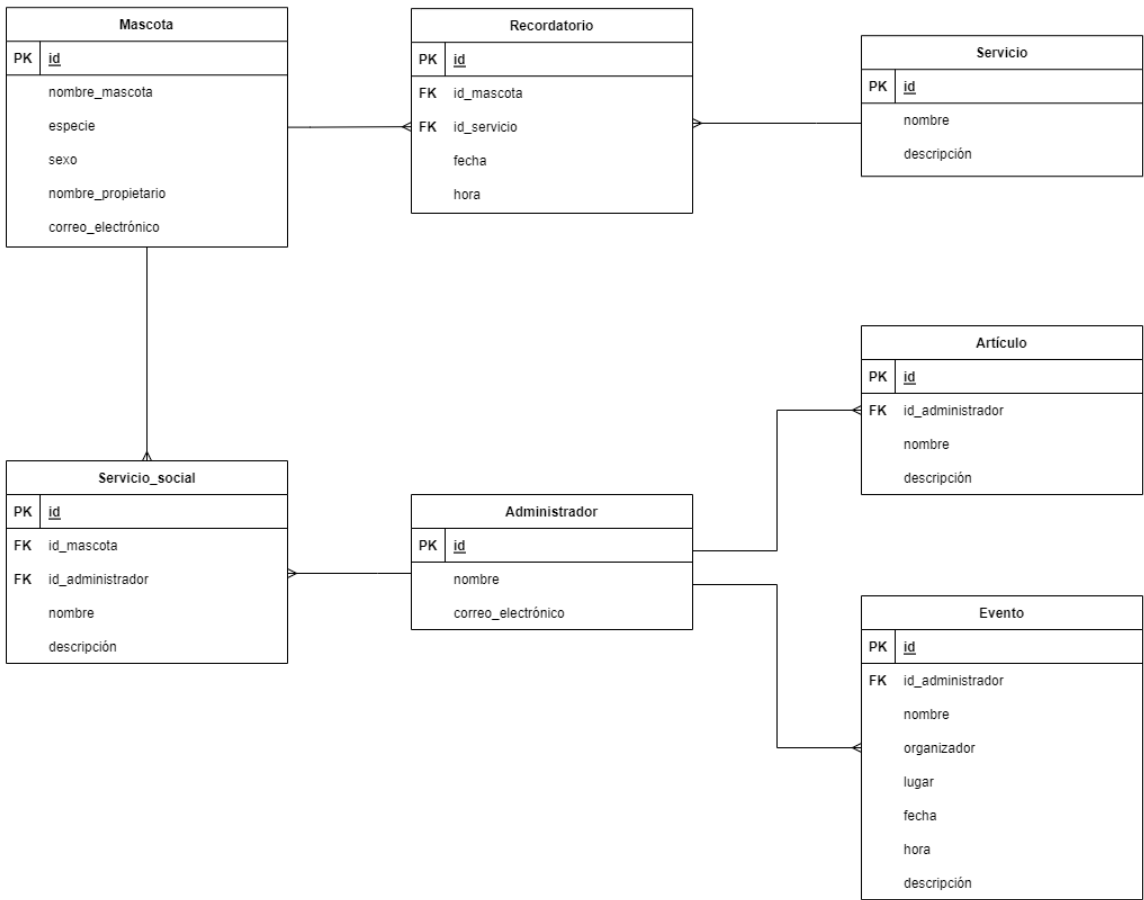 Mascota
PK id
nombre_mascota
especie
sexo
nombre_propietario
correo_electrónico
Recordatorio
PK id
FK id_mascota
FK id_servicio
fecha
hora
Servicio
PK id
nombre
descripción
Servicio_social
PK id
FK id_mascota
FK id_administrador
nombre
descripción
Administrador
PK id
nombre
correo_electrónico
Artículo
PK id
FK id_administrador
nombre
descripción
Evento
PK id
FK id_administrador
nombre
organizador
lugar
fecha
hora
descripción